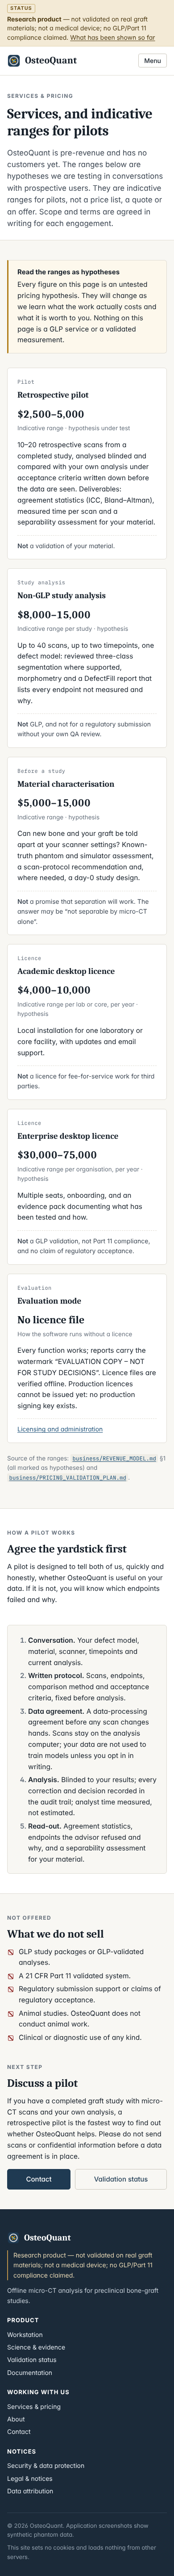 STATUS
Research product — not validated on real graft
materials; not a medical device; no GLP/Part 11
compliance claimed. What has been shown so far
OsteoQuant
Menu
SERVICES & PRICING
Services, and indicative
ranges for pilots
OsteoQuant is pre-revenue and has no
customers yet. The ranges below are
hypotheses we are testing in conversations
with prospective users. They are indicative
ranges for pilots, not a price list, a quote or
an offer. Scope and terms are agreed in
writing for each engagement.
Read the ranges as hypotheses
Every figure on this page is an untested
pricing hypothesis. They will change as
we learn what the work actually costs and
what it is worth to you. Nothing on this
page is a GLP service or a validated
measurement.
Pilot
Retrospective pilot
$2,500–5,000
Indicative range · hypothesis under test
10–20 retrospective scans from a
completed study, analysed blinded and
compared with your own analysis under
acceptance criteria written down before
the data are seen. Deliverables:
agreement statistics (ICC, Bland–Altman),
measured time per scan and a
separability assessment for your material.
Not a validation of your material.
Study analysis
Non-GLP study analysis
$8,000–15,000
Indicative range per study · hypothesis
Up to 40 scans, up to two timepoints, one
defect model: reviewed three-class
segmentation where supported,
morphometry and a DefectFill report that
lists every endpoint not measured and
why.
Not GLP, and not for a regulatory submission
without your own QA review.
Before a study
Material characterisation
$5,000–15,000
Indicative range · hypothesis
Can new bone and your graft be told
apart at your scanner settings? Known-
truth phantom and simulator assessment,
a scan-protocol recommendation and,
where needed, a day-0 study design.
Not a promise that separation will work. The
answer may be “not separable by micro-CT
alone”.
Licence
Academic desktop licence
$4,000–10,000
Indicative range per lab or core, per year ·
hypothesis
Local installation for one laboratory or
core facility, with updates and email
support.
Not a licence for fee-for-service work for third
parties.
Licence
Enterprise desktop licence
$30,000–75,000
Indicative range per organisation, per year ·
hypothesis
Multiple seats, onboarding, and an
evidence pack documenting what has
been tested and how.
Not a GLP validation, not Part 11 compliance,
and no claim of regulatory acceptance.
Evaluation
Evaluation mode
No licence file
How the software runs without a licence
Every function works; reports carry the
watermark “EVALUATION COPY – NOT
FOR STUDY DECISIONS”. Licence files are
verified offline. Production licences
cannot be issued yet: no production
signing key exists.
Licensing and administration
Source of the ranges: business/REVENUE_MODEL.md §1
(all marked as hypotheses) and
business/PRICING_VALIDATION_PLAN.md.
HOW A PILOT WORKS
Agree the yardstick first
A pilot is designed to tell both of us, quickly and
honestly, whether OsteoQuant is useful on your
data. If it is not, you will know which endpoints
failed and why.
1. Conversation. Your defect model,
material, scanner, timepoints and
current analysis.
2. Written protocol. Scans, endpoints,
comparison method and acceptance
criteria, fixed before analysis.
3. Data agreement. A data-processing
agreement before any scan changes
hands. Scans stay on the analysis
computer; your data are not used to
train models unless you opt in in
writing.
4. Analysis. Blinded to your results; every
correction and decision recorded in
the audit trail; analyst time measured,
not estimated.
5. Read-out. Agreement statistics,
endpoints the advisor refused and
why, and a separability assessment
for your material.
NOT OFFERED
What we do not sell
GLP study packages or GLP-validated
analyses.
A 21 CFR Part 11 validated system.
Regulatory submission support or claims of
regulatory acceptance.
Animal studies. OsteoQuant does not
conduct animal work.
Clinical or diagnostic use of any kind.
NEXT STEP
Discuss a pilot
If you have a completed graft study with micro-
CT scans and your own analysis, a
retrospective pilot is the fastest way to find out
whether OsteoQuant helps. Please do not send
scans or confidential information before a data
agreement is in place.
Contact
Validation status
OsteoQuant
Research product — not validated on real graft
materials; not a medical device; no GLP/Part 11
compliance claimed.
Offline micro-CT analysis for preclinical bone-graft
studies.
PRODUCT
Workstation
Science & evidence
Validation status
Documentation
WORKING WITH US
Services & pricing
About
Contact
NOTICES
Security & data protection
Legal & notices
Data attribution
© 2026 OsteoQuant. Application screenshots show
synthetic phantom data.
This site sets no cookies and loads nothing from other
servers.